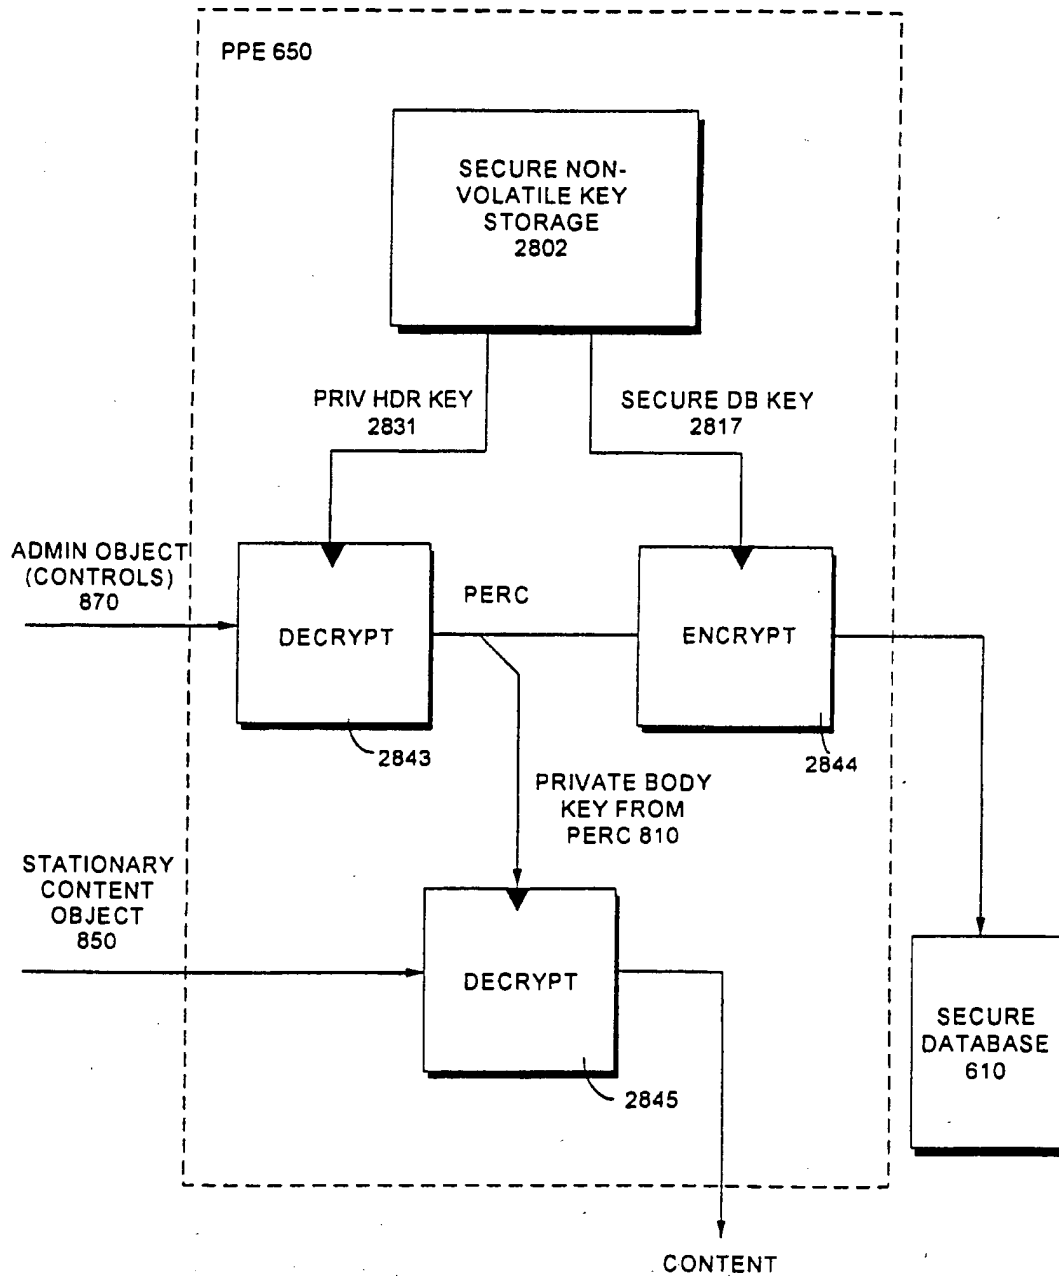 PPE 650
SECURE NON-
VOLATILE KEY
STORAGE
2802
PRIV HDR KEY
2831
SECURE DB KEY
2817
ADMIN OBJECT
(CONTROLS)
870
DECRYPT
PERC
ENCRYPT
2843
2844
PRIVATE BODY
KEY FROM
PERC 810
STATIONARY
CONTENT
OBJECT
850
DECRYPT
2845
SECURE
DATABASE
610
CONTENT